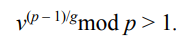 v^(p – 1)/g mod p > 1.